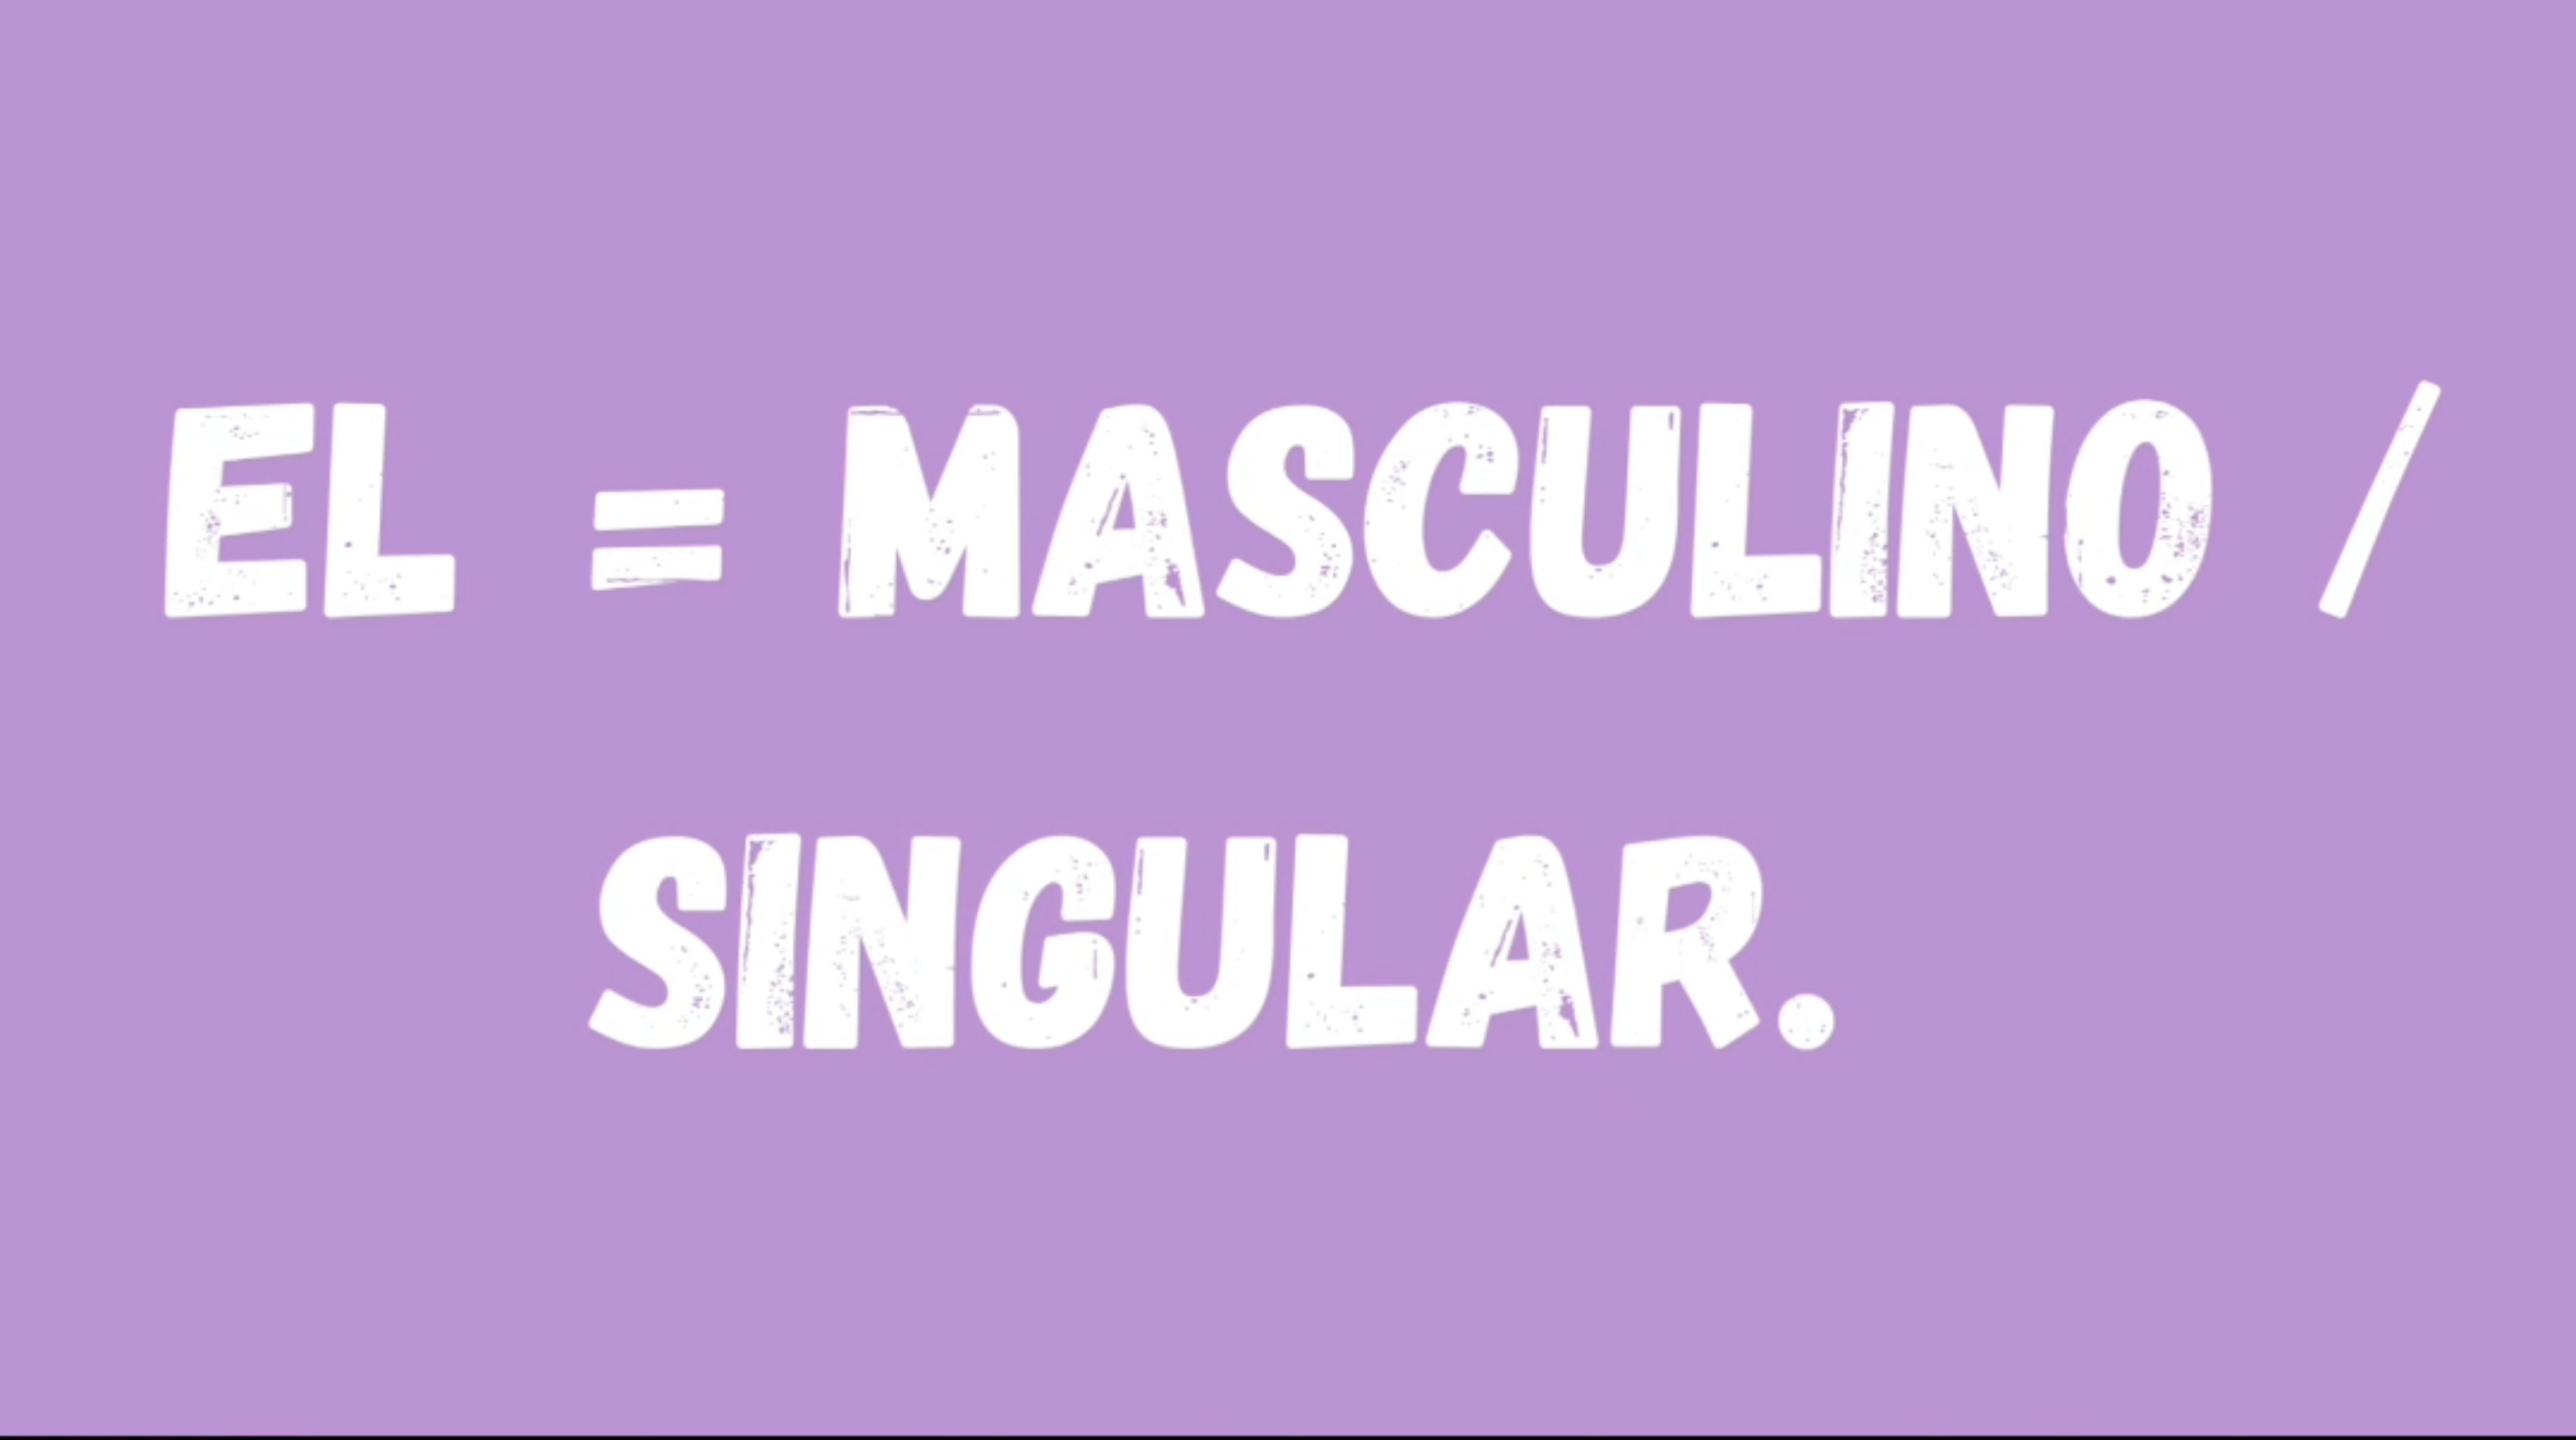 EL = MASCULINO /
SINGULAR.